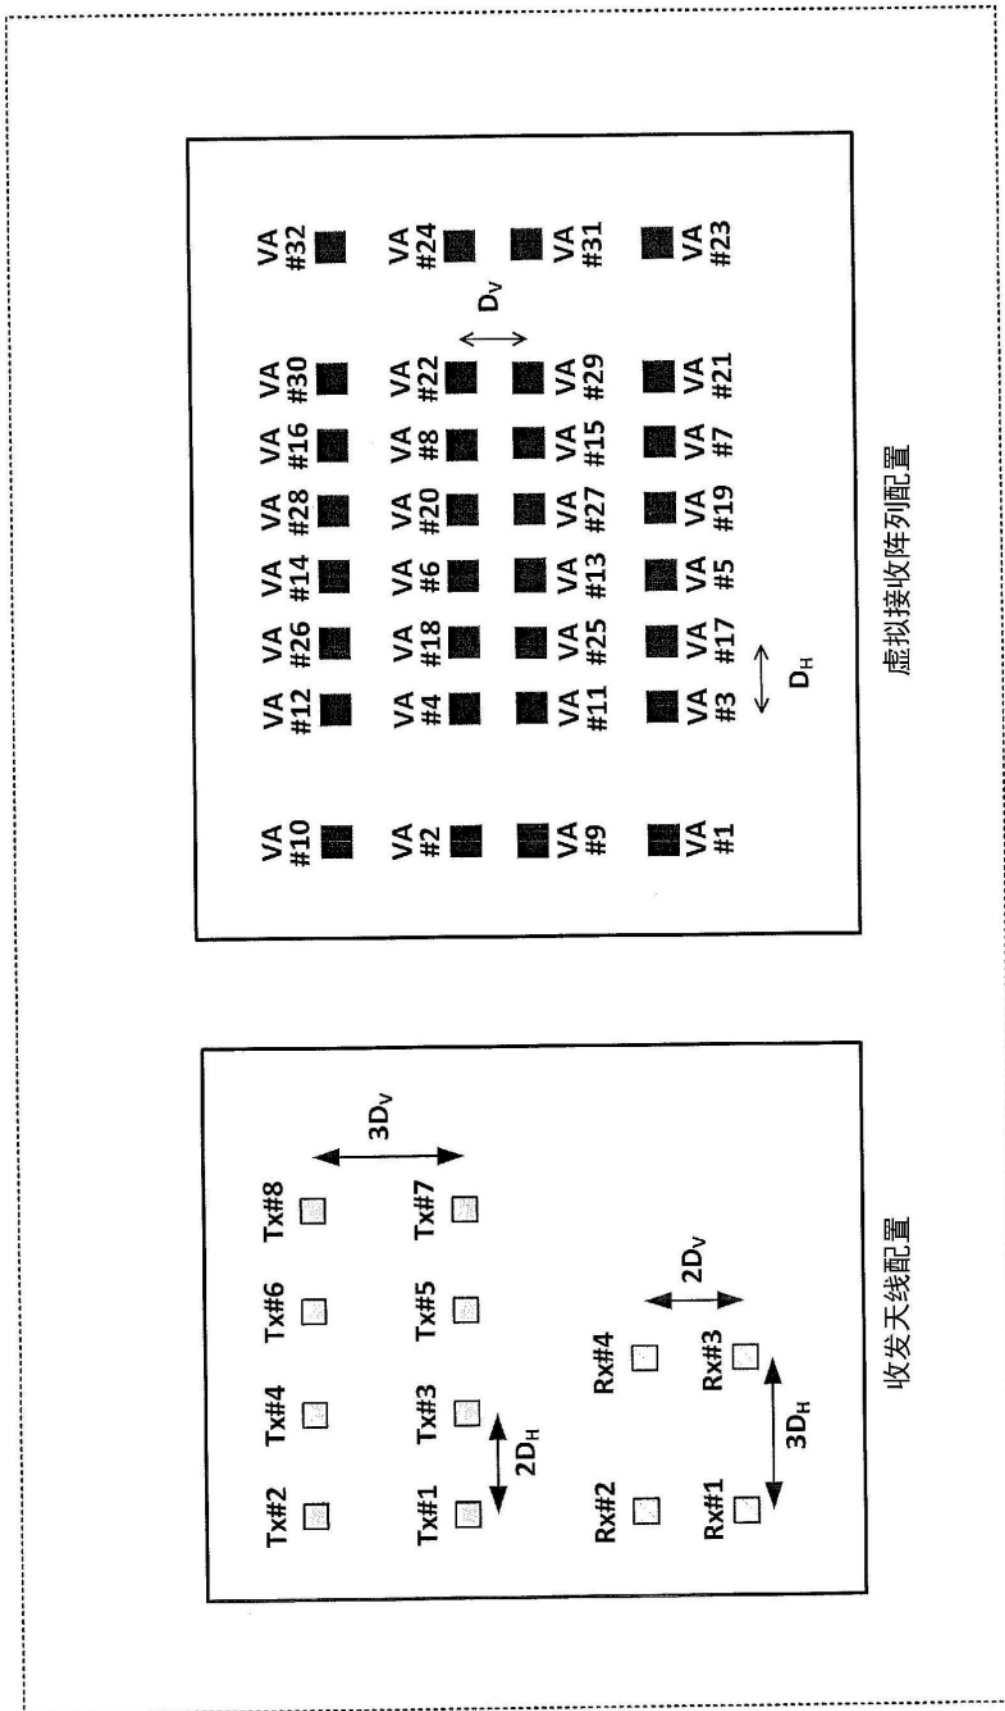 Tx#2 Tx#4 Tx#6 Tx#8
3Dv
Tx#1 Tx#3 Tx#5 Tx#7
2DH
Rx#2 Rx#4
2Dv
Rx#1 Rx#3
3DH
收发天线配置
VA #10 VA #12 VA #26 VA #14 VA #28 VA #16 VA #30 VA #32
VA #2 VA #4 VA #18 VA #6 VA #20 VA #8 VA #22 VA #24
Dv
VA #9 VA #11 VA #25 VA #13 VA #27 VA #15 VA #29 VA #31
VA #1 VA #3 VA #17 VA #5 VA #19 VA #7 VA #21 VA #23
DH
虚拟接收阵列配置